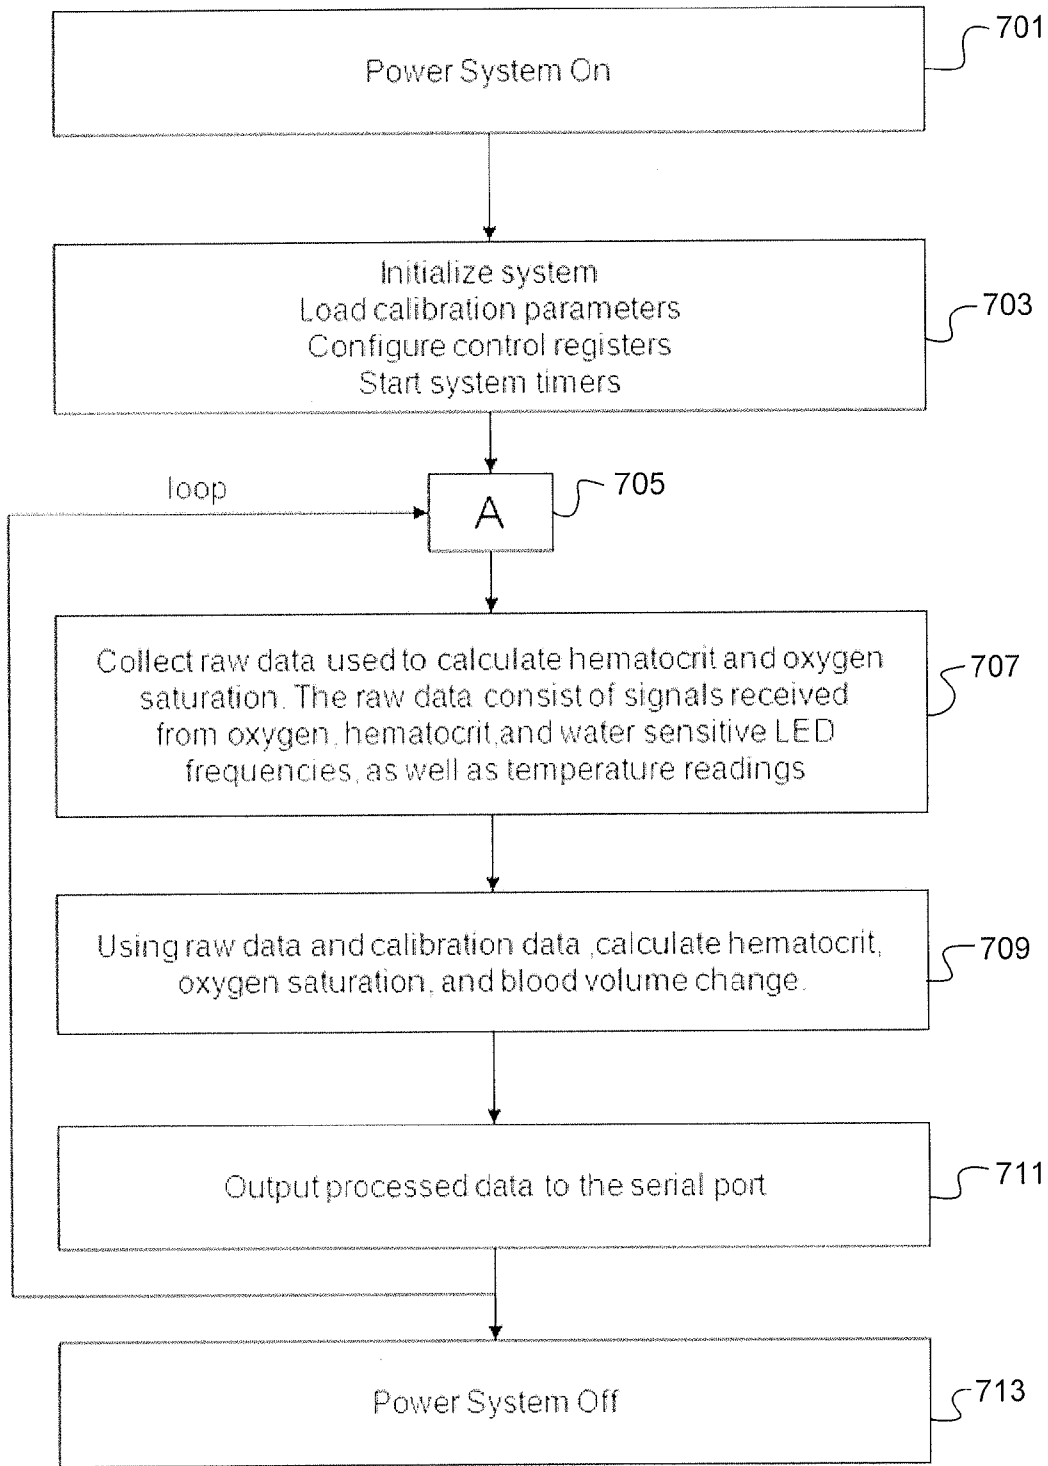 Power System On
701
Initialize system
Load calibration parameters
Configure control registers
Start system timers
703
loop
A
705
Collect raw data used to calculate hematocrit and oxygen
saturation. The raw data consist of signals received
from oxygen, hematocrit,and water sensitive LED
frequencies, as well as temperature readings
707
Using raw data and calibration data ,calculate hematocrit,
oxygen saturation, and blood volume change.
709
Output processed data to the serial port
711
Power System Off
713